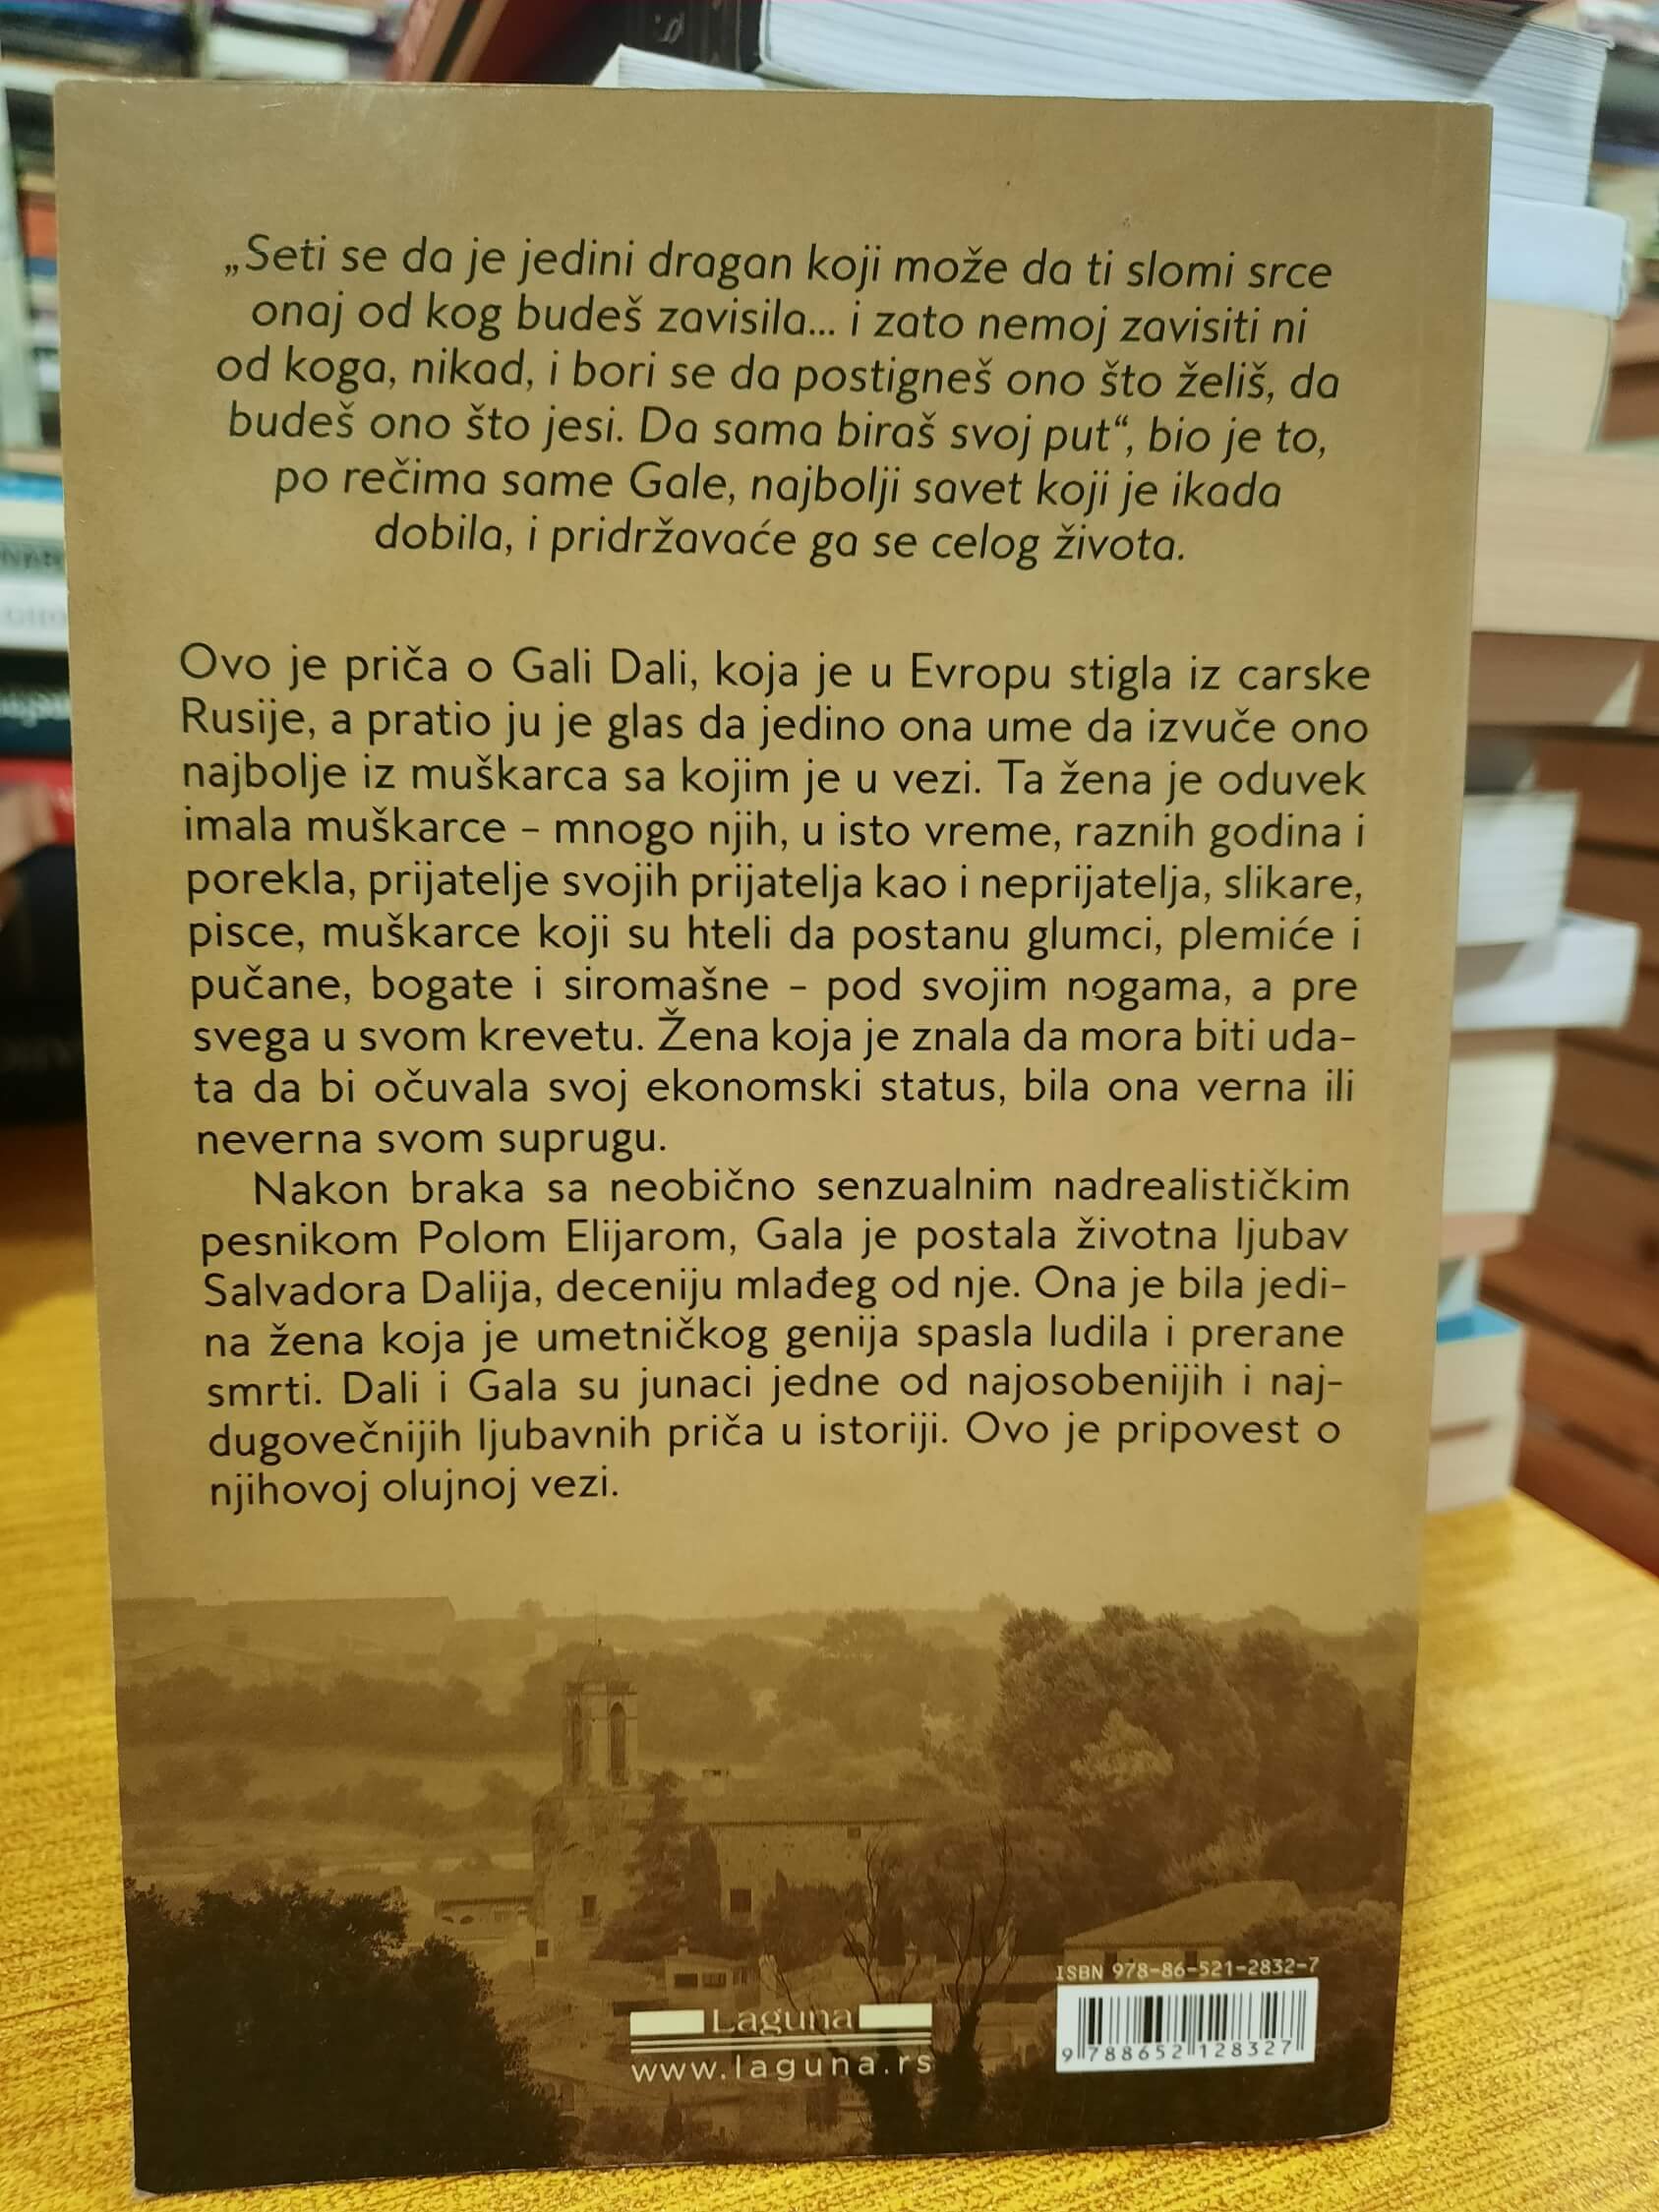 „Seti se da je jedini dragan koji može da ti slomi srce
onaj od kog budeš zavisila... i zato nemoj zavisiti ni
od koga, nikad, i bori se da postigneš ono što želiš, da
budeš ono što jesi. Da sama biraš svoj put“, bio je to,
po rečima same Gale, najbolji savet koji je ikada
dobila, i pridržavaće ga se celog života.
Ovo je priča o Gali Dali, koja je u Evropu stigla iz carske
Rusije, a pratio ju je glas da jedino ona ume da izvuče ono
najbolje iz muškarca sa kojim je u vezi. Ta žena je oduvek
imala muškarce – mnogo njih, u isto vreme, raznih godina i
porekla, prijatelje svojih prijatelja kao i neprijatelja, slikare,
pisce, muškarce koji su hteli da postanu glumci, plemiće i
pučane, bogate i siromašne – pod svojim nogama, a pre
svega u svom krevetu. Žena koja je znala da mora biti uda-
ta da bi očuvala svoj ekonomski status, bila ona verna ili
neverna svom suprugu.
Nakon braka sa neobično senzualnim nadrealističkim
pesnikom Polom Elijarom, Gala je postala životna ljubav
Salvadora Dalija, deceniju mlađeg od nje. Ona je bila jedi-
na žena koja je umetničkog genija spasla ludila i prerane
smrti. Dali i Gala su junaci jedne od najosobenijih i naj-
dugovečnijih ljubavnih priča u istoriji. Ovo je pripovest o
njihovoj olujnoj vezi.
ISBN 978-86-521-2832-7
Laguna
www.laguna.rs
9 788652 128327